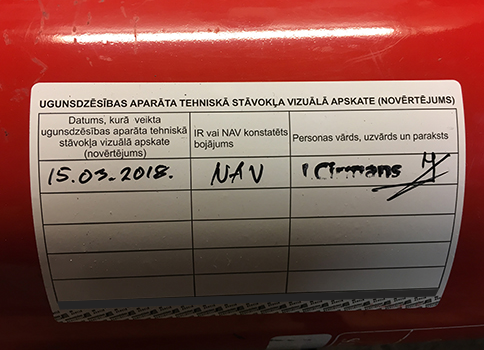 UGUNSDZĒSĪBAS APARĀTA TEHNISKĀ STĀVOKĻA VIZUĀLĀ APSKATE (NOVĒRTĒJUMS)
Datums, kurā veikta
ugunsdzēsības aparāta tehniskā
stāvokļa vizuālā apskate
(novērtējums)
IR vai NAV konstatēts
bojājums
Personas vārds, uzvārds un paraksts
15.03.2018.
NAV
I.Cirmans